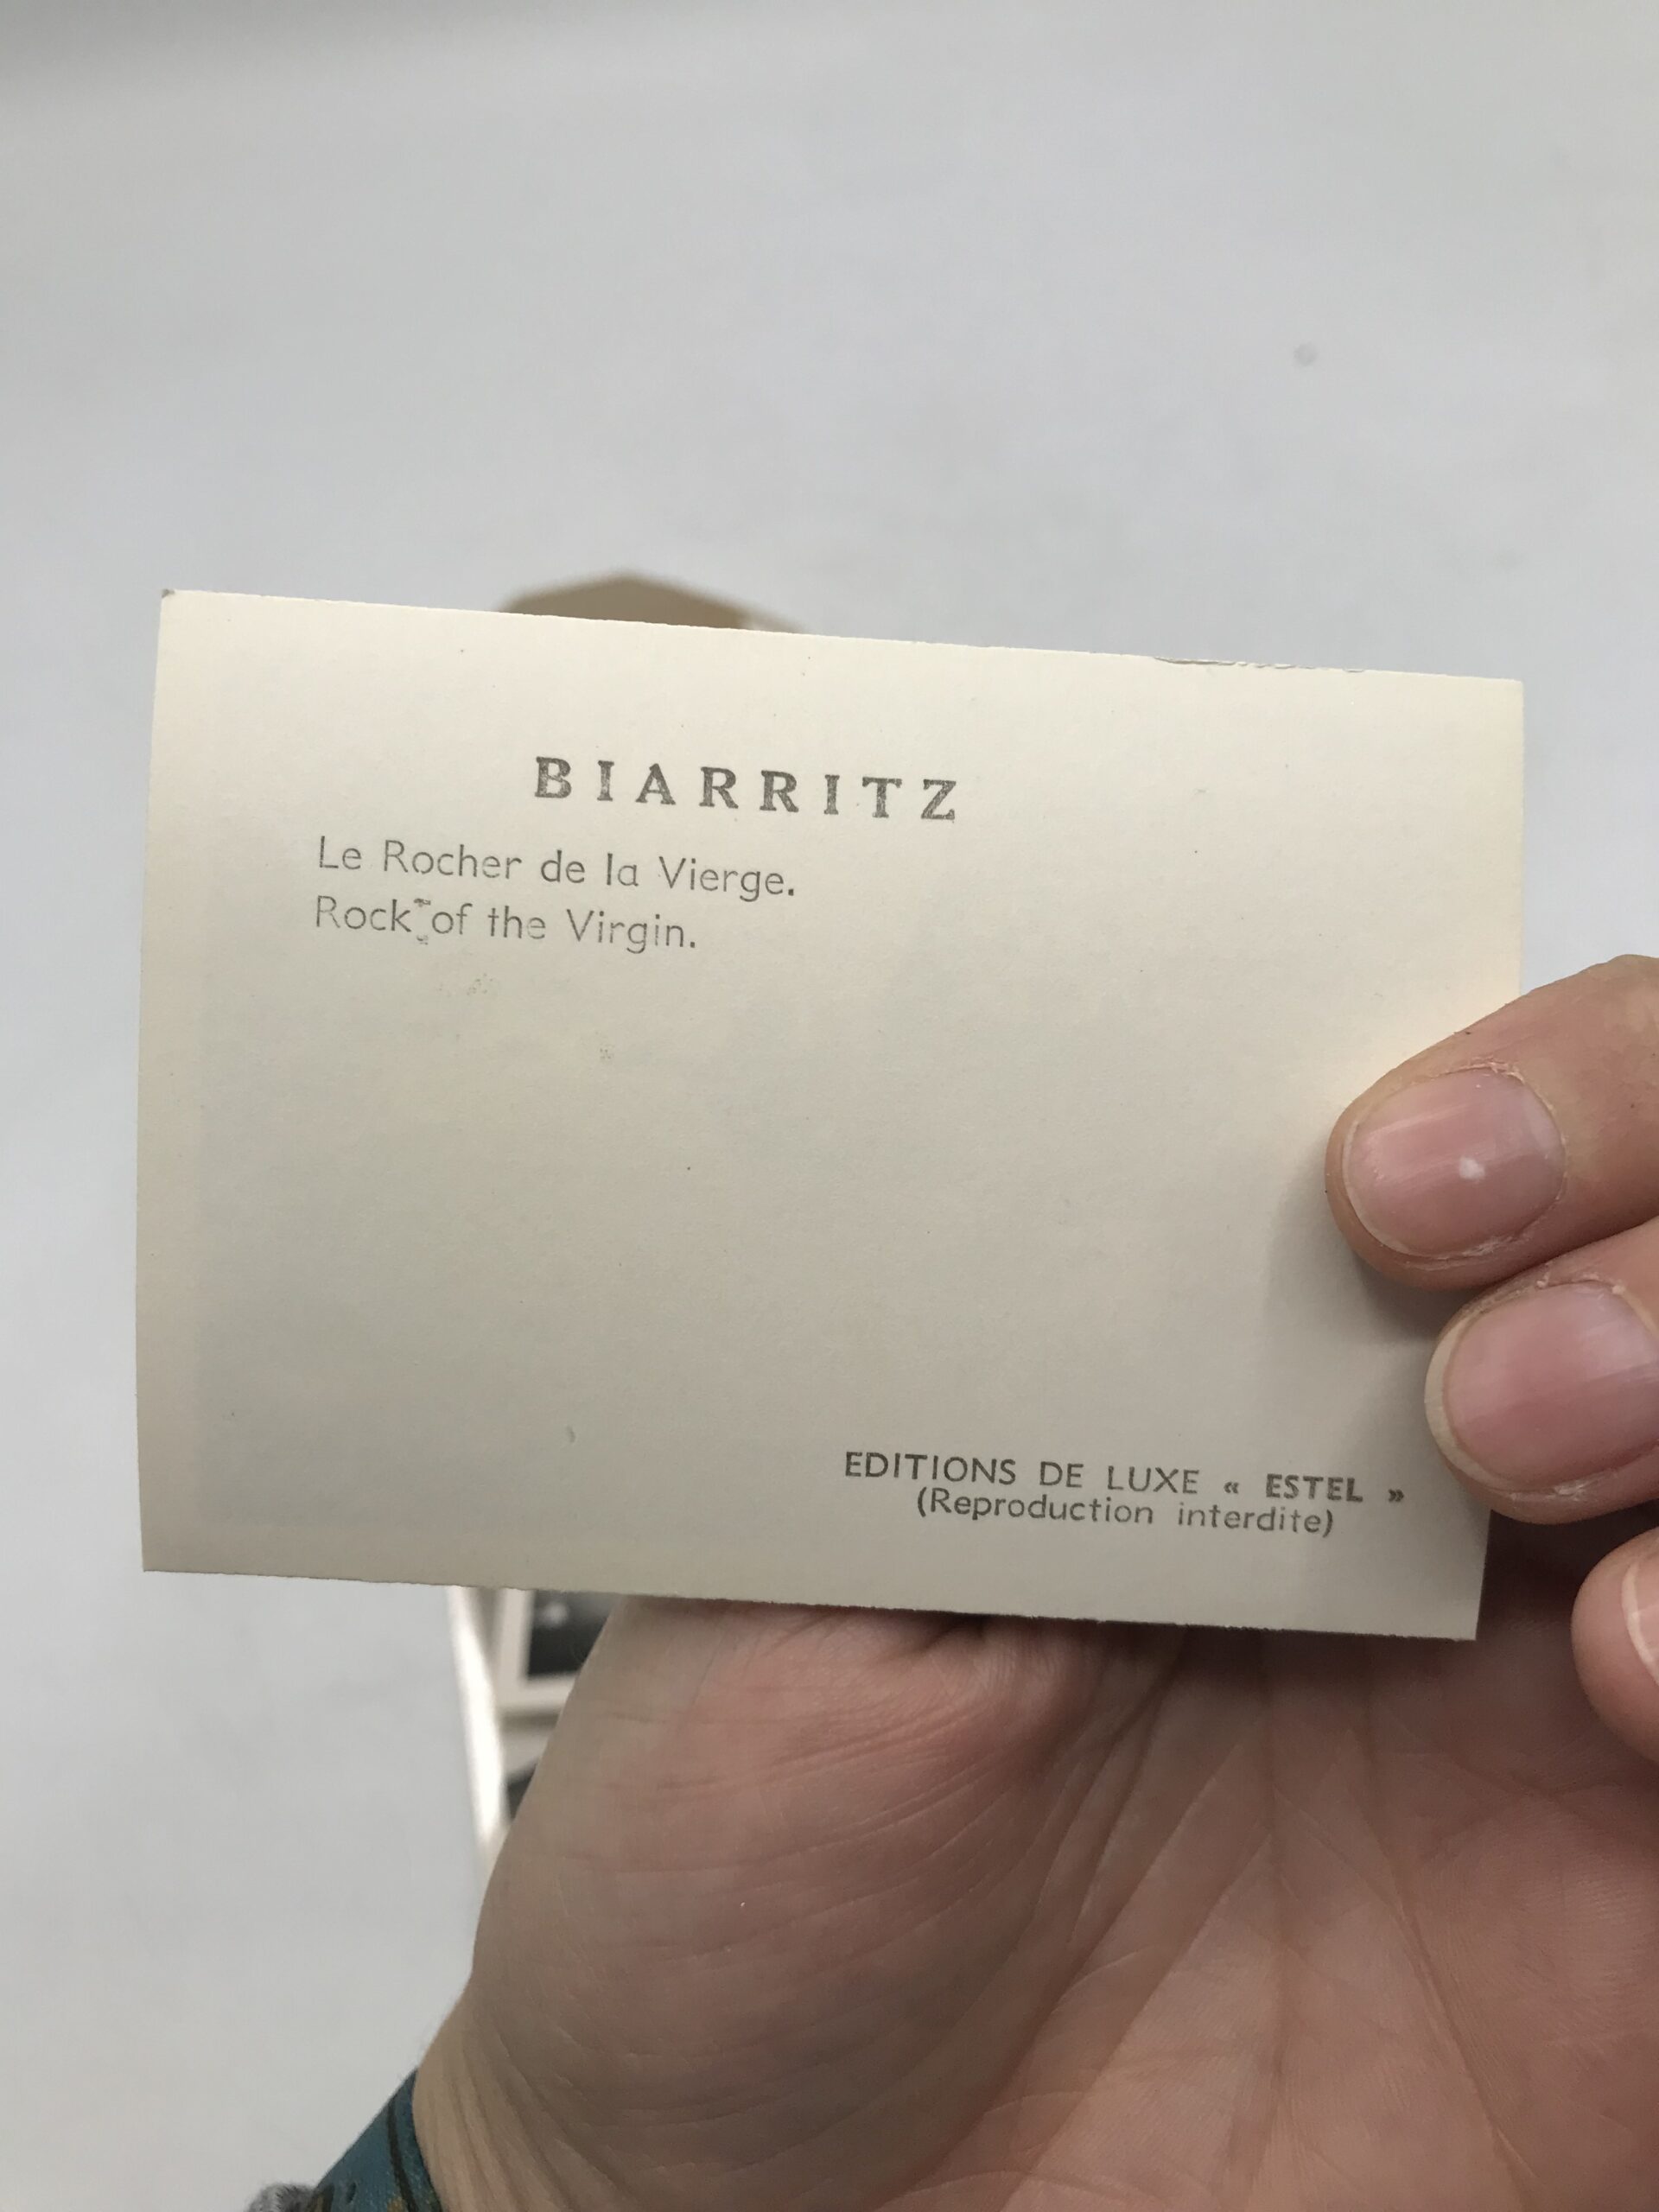 BIARRITZ
Le Rocher de la Vierge.
Rock of the Virgin.
EDITIONS DE LUXE « ESTEL »
(Reproduction interdite)